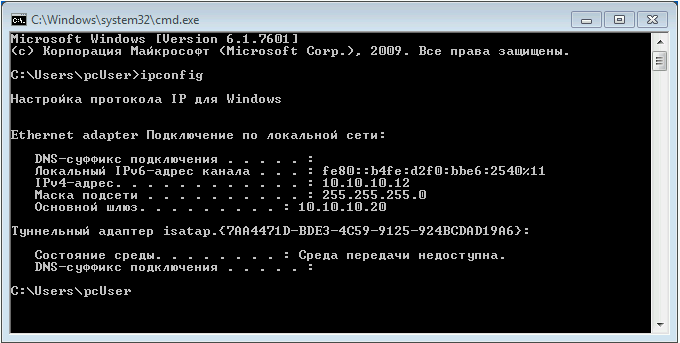 C:\Windows\system32\cmd.exe
Microsoft Windows [Version 6.1.7601]
(c) Корпорация Майкрософт (Microsoft Corp.), 2009. Все права защищены.
C:\Users\pcUser>ipconfig
Настройка протокола IP для Windows
Ethernet adapter Подключение по локальной сети:
DNS-суффикс подключения . . . . . :
Локальный IPv6-адрес канала . . . : fe80::b4fe:d2f0:bbe6:2540%11
IPv4-адрес. . . . . . . . . . . . : 10.10.10.12
Маска подсети . . . . . . . . . . : 255.255.255.0
Основной шлюз. . . . . . . . . : 10.10.10.20
Туннельный адаптер isatap.{7AA4471D-BDE3-4C59-9125-924BCDAD19A6}:
Состояние среды. . . . . . . . : Среда передачи недоступна.
DNS-суффикс подключения . . . . . :
C:\Users\pcUser